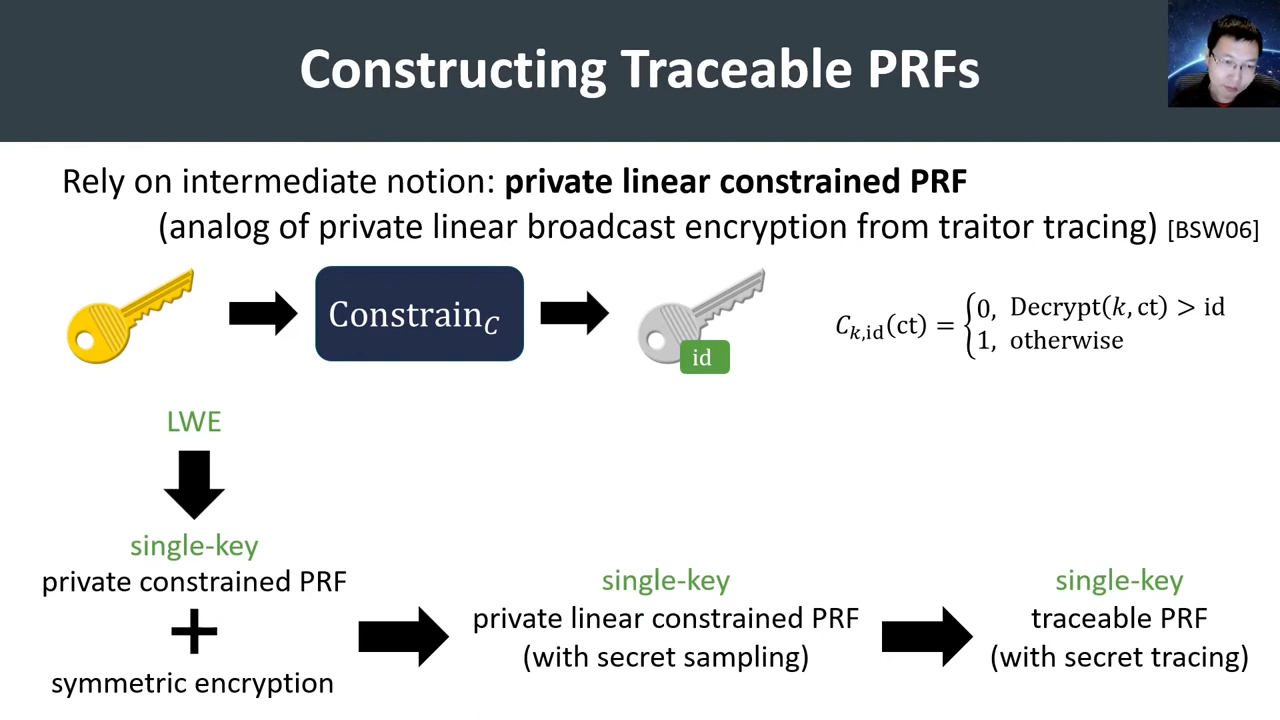 Constructing Traceable PRFs
Rely on intermediate notion: private linear constrained PRF
(analog of private linear broadcast encryption from traitor tracing) [BSW06]
Constrain_C
id
C_{k,id}(ct) = {0, Decrypt(k, ct) > id
1, otherwise
LWE
single-key
private constrained PRF
+
symmetric encryption
single-key
private linear constrained PRF
(with secret sampling)
single-key
traceable PRF
(with secret tracing)